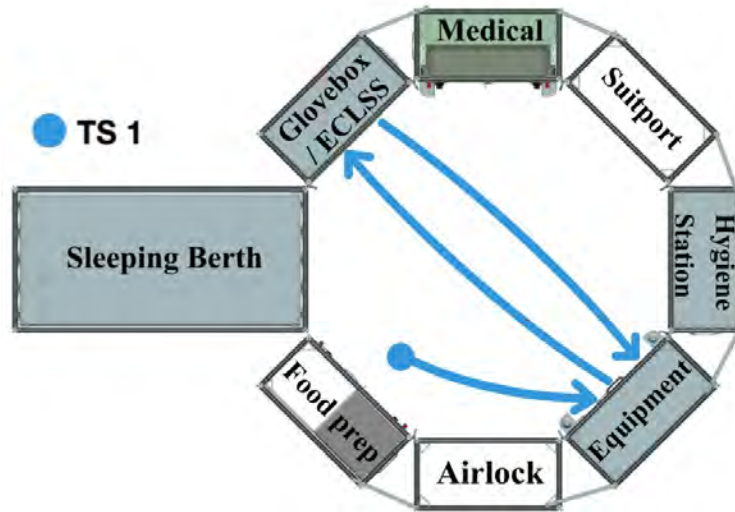 Medical
Glovebox
/ ECLSS
Suitport
TS 1
Sleeping Berth
Hygiene
Station
Food prep
Equipment
Airlock